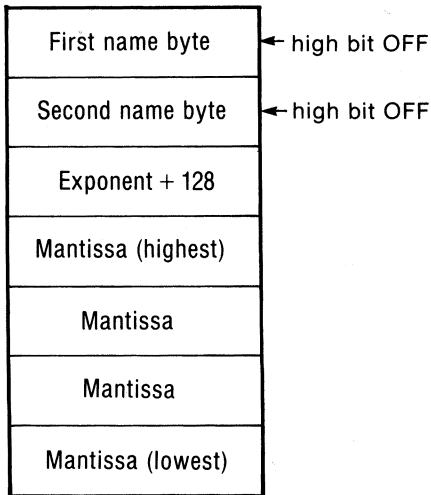 First name byte
high bit OFF
Second name byte
high bit OFF
Exponent + 128
Mantissa (highest)
Mantissa
Mantissa
Mantissa (lowest)